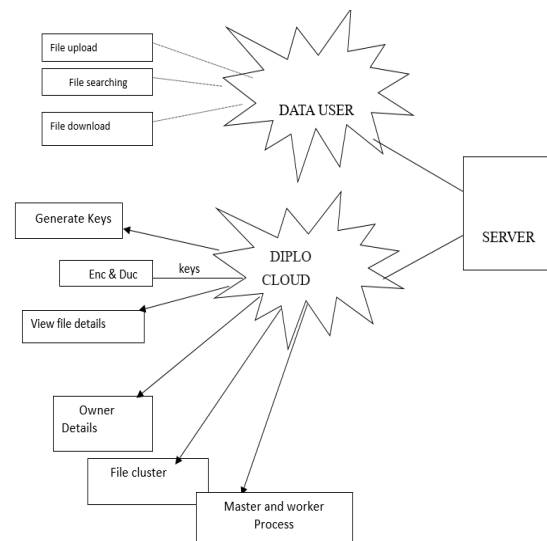 File upload
File searching
File download
DATA USER
SERVER
Generate Keys
Enc & Duc
keys
View file details
DIPLO
CLOUD
Owner
Details
File cluster
Master and worker
Process